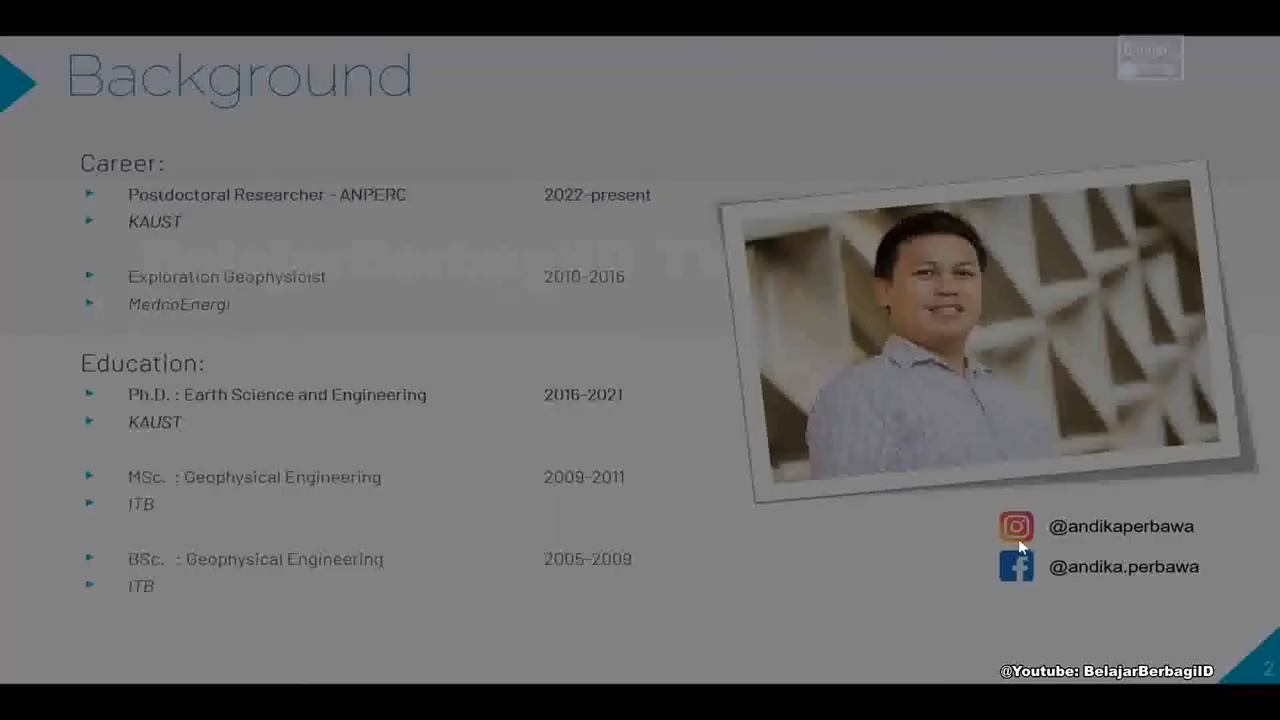 Background
Career:
Postdoctoral Researcher - ANPERC 2022-present
KAUST
Exploration Geophysicist 2010-2016
MedcoEnergi
Education:
Ph.D. : Earth Science and Engineering 2016-2021
KAUST
MSc. : Geophysical Engineering 2009-2011
ITB
BSc. : Geophysical Engineering 2005-2009
ITB
@andikaperbawa
@andika.perbawa
@Youtube: BelajarBerbagiID
2